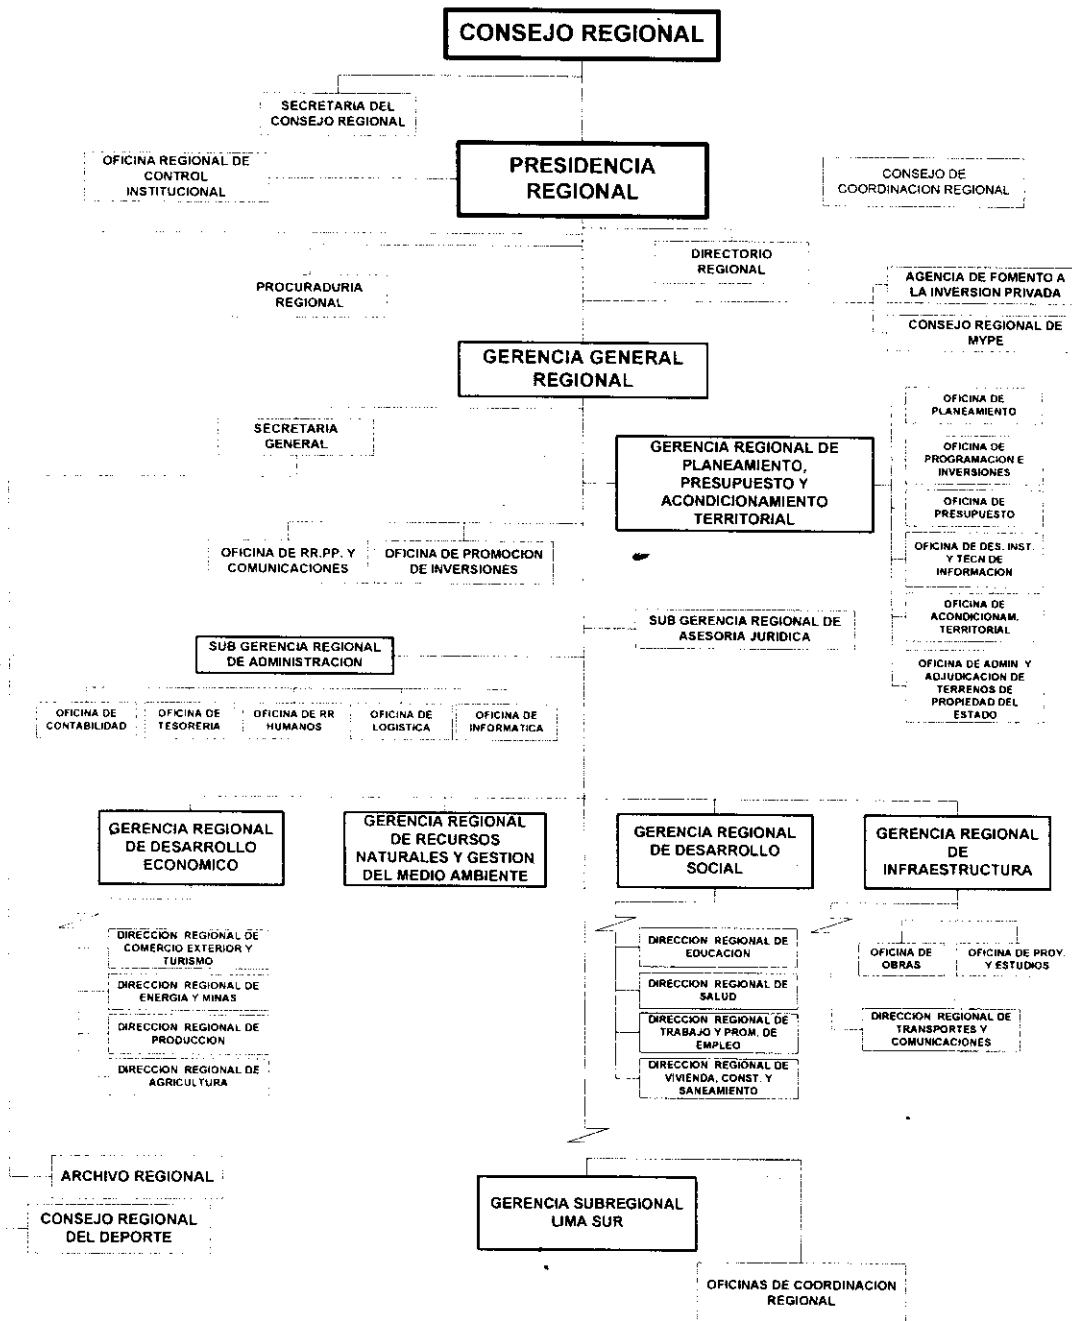 CONSEJO REGIONAL
SECRETARIA DEL
CONSEJO REGIONAL
OFICINA REGIONAL DE
CONTROL
INSTITUCIONAL
PRESIDENCIA
REGIONAL
CONSEJO DE
COORDINACION REGIONAL
DIRECTORIO
REGIONAL
PROCURADURIA
REGIONAL
AGENCIA DE FOMENTO A
LA INVERSION PRIVADA
CONSEJO REGIONAL DE
MYPE
GERENCIA GENERAL
REGIONAL
SECRETARIA
GENERAL
GERENCIA REGIONAL DE
PLANEAMIENTO,
PRESUPUESTO Y
ACONDICIONAMIENTO
TERRITORIAL
OFICINA DE
PLANEAMIENTO
OFICINA DE
PROGRAMACION E
INVERSIONES
OFICINA DE
PRESUPUESTO
OFICINA DE DES. INST.
Y TECN DE
INFORMACION
OFICINA DE
ACONDICIONAM.
TERRITORIAL
OFICINA DE ADMIN Y
ADJUDICACION DE
TERRENOS DE
PROPIEDAD DEL
ESTADO
OFICINA DE RR.PP. Y
COMUNICACIONES
OFICINA DE PROMOCION
DE INVERSIONES
SUB GERENCIA REGIONAL DE
ASESORIA JURIDICA
SUB GERENCIA REGIONAL
DE ADMINISTRACION
OFICINA DE
CONTABILIDAD
OFICINA DE
TESORERIA
OFICINA DE RR
HUMANOS
OFICINA DE
LOGISTICA
OFICINA DE
INFORMATICA
GERENCIA REGIONAL
DE DESARROLLO
ECONOMICO
GERENCIA REGIONAL
DE RECURSOS
NATURALES Y GESTION
DEL MEDIO AMBIENTE
GERENCIA REGIONAL
DE DESARROLLO
SOCIAL
GERENCIA REGIONAL
DE
INFRAESTRUCTURA
DIRECCION REGIONAL DE
COMERCIO EXTERIOR Y
TURISMO
DIRECCION REGIONAL DE
ENERGIA Y MINAS
DIRECCION REGIONAL DE
PRODUCCION
DIRECCION REGIONAL DE
AGRICULTURA
DIRECCION REGIONAL DE
EDUCACION
DIRECCION REGIONAL DE
SALUD
DIRECCION REGIONAL DE
TRABAJO Y PROM. DE
EMPLEO
DIRECCION REGIONAL DE
VIVIENDA, CONST. Y
SANEAMIENTO
OFICINA DE
OBRAS
OFICINA DE PROY.
Y ESTUDIOS
DIRECCION REGIONAL DE
TRANSPORTES Y
COMUNICACIONES
ARCHIVO REGIONAL
CONSEJO REGIONAL
DEL DEPORTE
GERENCIA SUBREGIONAL
LIMA SUR
OFICINAS DE COORDINACION
REGIONAL